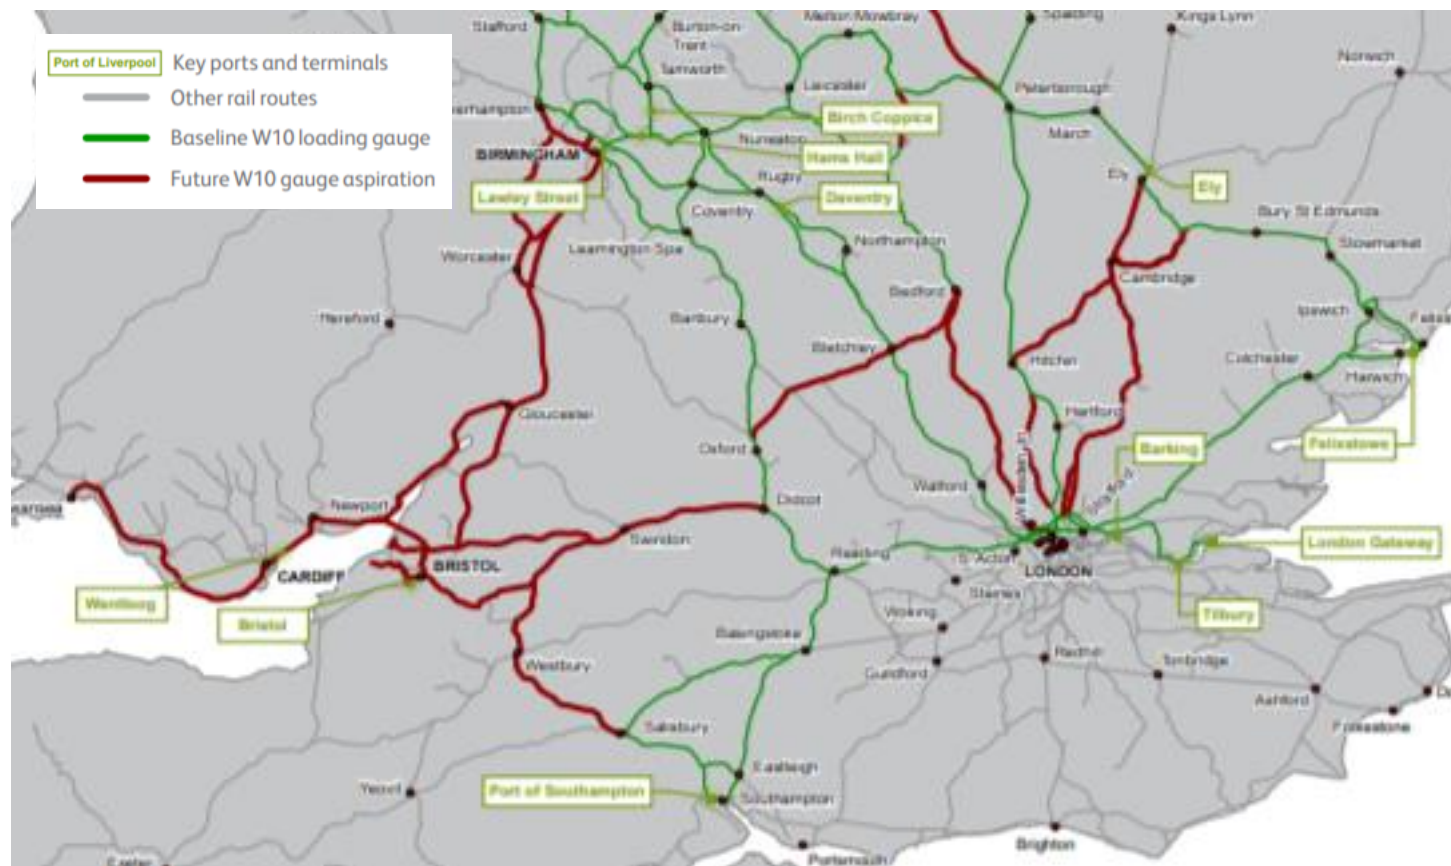 Port of Liverpool
Key ports and terminals
Other rail routes
Baseline W10 loading gauge
Future W10 gauge aspiration
Stafford
Burton-on-
Trent
Melton Mowbray
Spalding
Kings Lynn
Norwich
Tamworth
Leicester
Peterborough
March
erhampton
Birch Coppice
Nuneaton
BIRMINGHAM
Hams Hall
Ely
Ely
Lawley Street
Rugby
Daventry
Coventry
Bury St Edmunds
Stowmarket
Leamington Spa
Northampton
Worcester
Cambridge
Bedford
Hereford
Banbury
Ipswich
Bletchley
Hitchin
Colchester
Harwich
Gloucester
Hertford
Felixstowe
Oxford
Barking
Watford
Willesden Jn
Stratford
Didcot
Newport
Swindon
Reading
S. Acton
London Gateway
BRISTOL
CARDIFF
LONDON
Staines
Wentloog
Bristol
Woking
Tilbury
Basingstoke
Westbury
Guildford
Redhill
Tonbridge
Ashford
Folkestone
Salisbury
Eastleigh
Yeovil
Port of Southampton
Southampton
Brighton
Portsmouth
Exeter